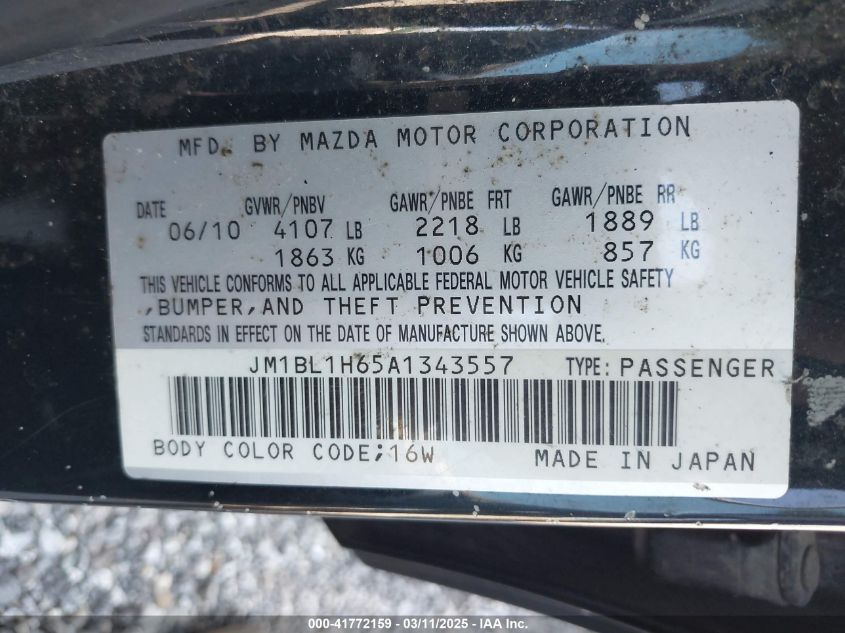 MFD. BY MAZDA MOTOR CORPORATION
DATE GVWR/PNBV GAWR/PNBE FRT GAWR/PNBE RR
06/10 4107 LB 2218 LB 1889 LB
1863 KG 1006 KG 857 KG
THIS VEHICLE CONFORMS TO ALL APPLICABLE FEDERAL MOTOR VEHICLE SAFETY
,BUMPER,AND THEFT PREVENTION
STANDARDS IN EFFECT ON THE DATE OF MANUFACTURE SHOWN ABOVE.
JM1BL1H65A1343557 TYPE: PASSENGER
BODY COLOR CODE;16W MADE IN JAPAN
000-41772159 - 03/11/2025 - IAA Inc.